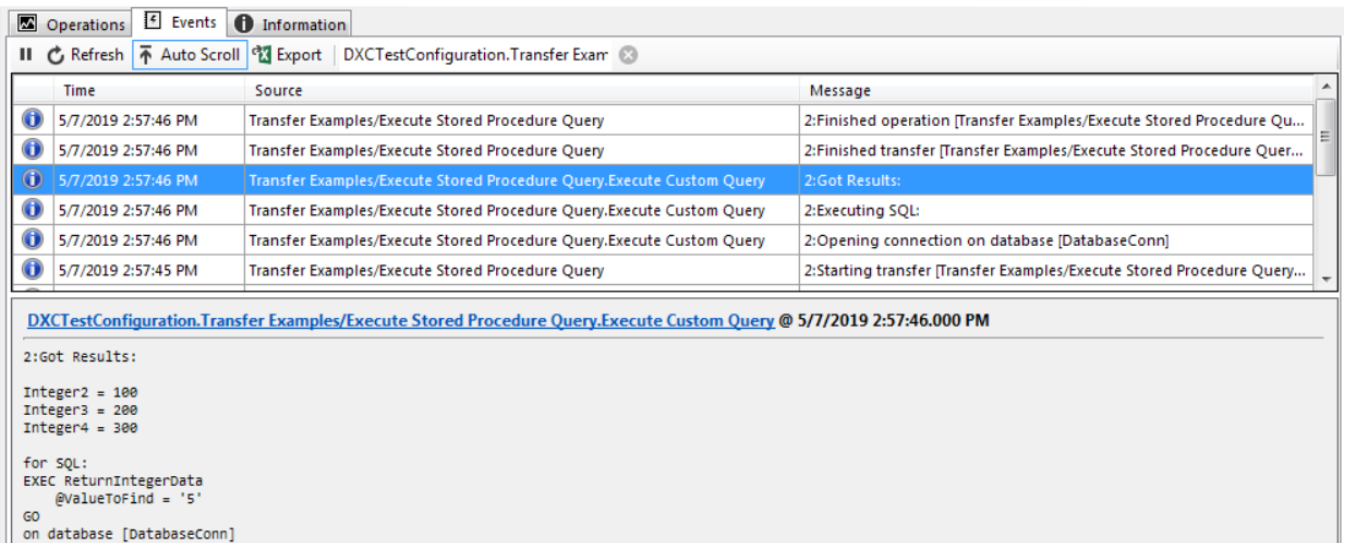 Operations Events Information
Refresh Auto Scroll Export DXCTestConfiguration.Transfer Exam
Time Source Message
5/7/2019 2:57:46 PM Transfer Examples/Execute Stored Procedure Query 2:Finished operation [Transfer Examples/Execute Stored Procedure Qu...
5/7/2019 2:57:46 PM Transfer Examples/Execute Stored Procedure Query 2:Finished transfer [Transfer Examples/Execute Stored Procedure Quer...
5/7/2019 2:57:46 PM Transfer Examples/Execute Stored Procedure Query.Execute Custom Query 2:Got Results:
5/7/2019 2:57:46 PM Transfer Examples/Execute Stored Procedure Query.Execute Custom Query 2:Executing SQL:
5/7/2019 2:57:46 PM Transfer Examples/Execute Stored Procedure Query.Execute Custom Query 2:Opening connection on database [DatabaseConn]
5/7/2019 2:57:45 PM Transfer Examples/Execute Stored Procedure Query 2:Starting transfer [Transfer Examples/Execute Stored Procedure Query...
DXCTestConfiguration.Transfer Examples/Execute Stored Procedure Query.Execute Custom Query @ 5/7/2019 2:57:46.000 PM
2:Got Results:
Integer2 = 100
Integer3 = 200
Integer4 = 300
for SQL:
EXEC ReturnIntegerData
@ValueToFind = '5'
GO
on database [DatabaseConn]